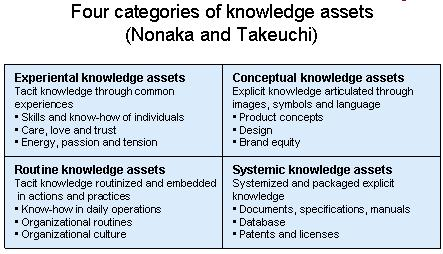 Four categories of knowledge assets
(Nonaka and Takeuchi)
Experiential knowledge assets
Tacit knowledge through common
experiences
▪ Skills and know-how of individuals
▪ Care, love and trust
▪ Energy, passion and tension
Conceptual knowledge assets
Explicit knowledge articulated through
images, symbols and language
▪ Product concepts
▪ Design
▪ Brand equity
Routine knowledge assets
Tacit knowledge routinized and embedded
in actions and practices
▪ Know-how in daily operations
▪ Organizational routines
▪ Organizational culture
Systemic knowledge assets
Systemized and packaged explicit
knowledge
▪ Documents, specifications, manuals
▪ Database
▪ Patents and licenses